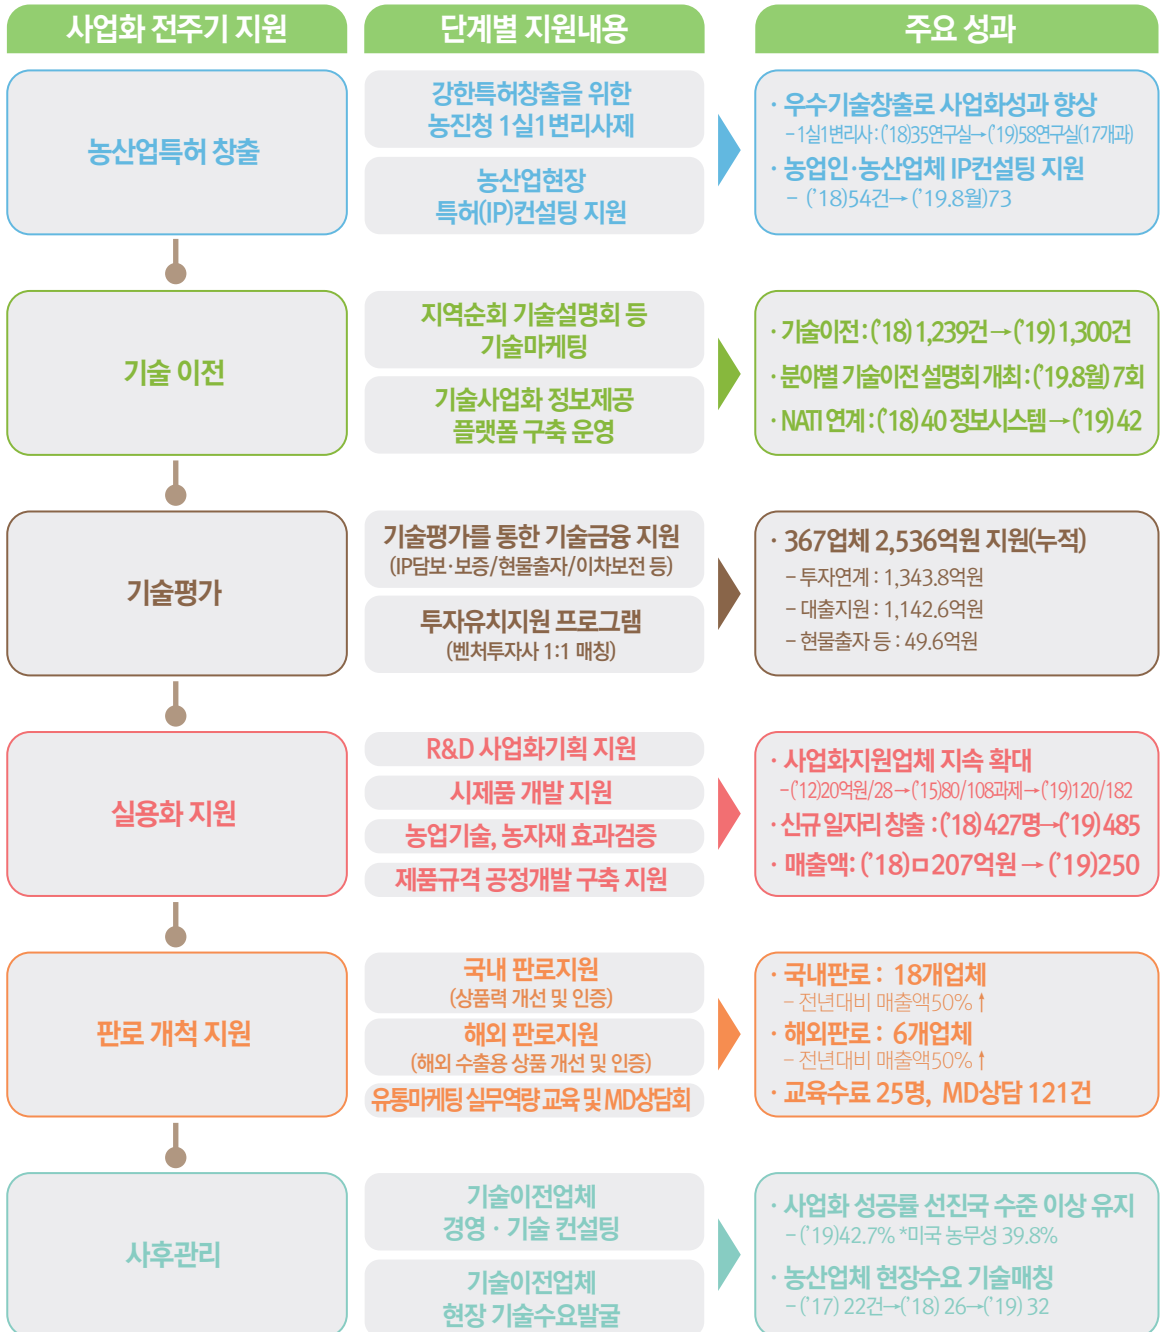 사업화 전주기 지원
단계별 지원내용
주요 성과
농산업특허 창출
강한특허창출을 위한
농진청 1실1변리사제
농산업현장
특허(IP)컨설팅 지원
· 우수기술창출로 사업화성과 향상
- 1실1변리사 : (’18)35연구실→(’19)58연구실(17개과)
· 농업인·농산업체 IP컨설팅 지원
- (’18)54건→(’19.8월)73
기술 이전
지역순회 기술설명회 등
기술마케팅
기술사업화 정보제공
플랫폼 구축 운영
· 기술이전 : (’18) 1,239건→(’19) 1,300건
· 분야별 기술이전 설명회 개최 : (’19.8월) 7회
· NATI 연계 : (’18) 40 정보시스템→(’19) 42
기술평가
기술평가를 통한 기술금융 지원
(IP담보·보증/현물출자/이차보전 등)
투자유치지원 프로그램
(벤처투자사 1:1 매칭)
· 367업체 2,536억원 지원(누적)
- 투자연계 : 1,343.8억원
- 대출지원 : 1,142.6억원
- 현물출자 등 : 49.6억원
실용화 지원
R&D 사업화기획 지원
시제품 개발 지원
농업기술, 농자재 효과검증
제품규격 공정개발 구축 지원
· 사업화지원업체 지속 확대
-(’12)20억원/28→(’15)80/108과제→(’19)120/182
· 신규 일자리 창출 : (’18) 427명→(’19) 485
· 매출액: (’18)ㅁ207억원→(’19)250
판로 개척 지원
국내 판로지원
(상품력 개선 및 인증)
해외 판로지원
(해외 수출용 상품 개선 및 인증)
유통마케팅 실무역량 교육 및 MD상담회
· 국내판로 : 18개업체
- 전년대비 매출액50%↑
· 해외판로 : 6개업체
- 전년대비 매출액50%↑
· 교육수료 25명, MD상담 121건
사후관리
기술이전업체
경영 · 기술 컨설팅
기술이전업체
현장 기술수요발굴
· 사업화 성공률 선진국 수준 이상 유지
- (’19)42.7% *미국 농무성 39.8%
· 농산업체 현장수요 기술매칭
- (’17) 22건→(’18) 26→(’19) 32